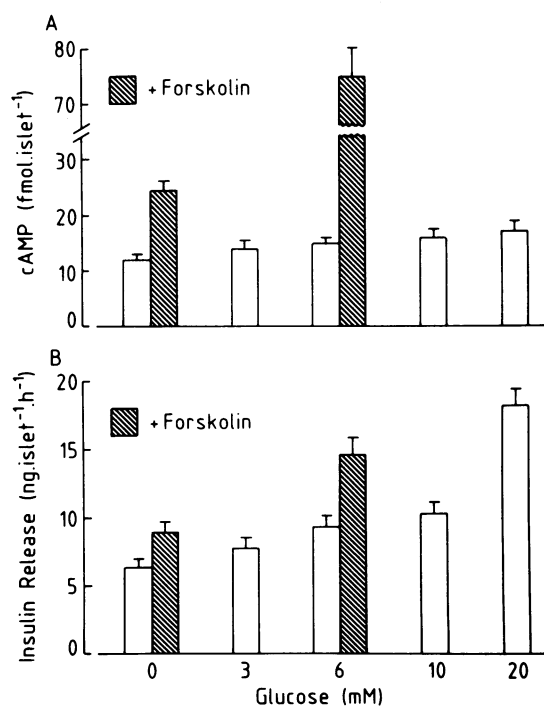 A
80
70
30
20
10
0
cAMP (fmol.islet⁻¹)
+ Forskolin
B
20
15
10
5
0
Insulin Release (ng.islet⁻¹.h⁻¹)
+ Forskolin
0 3 6 10 20
Glucose (mM)